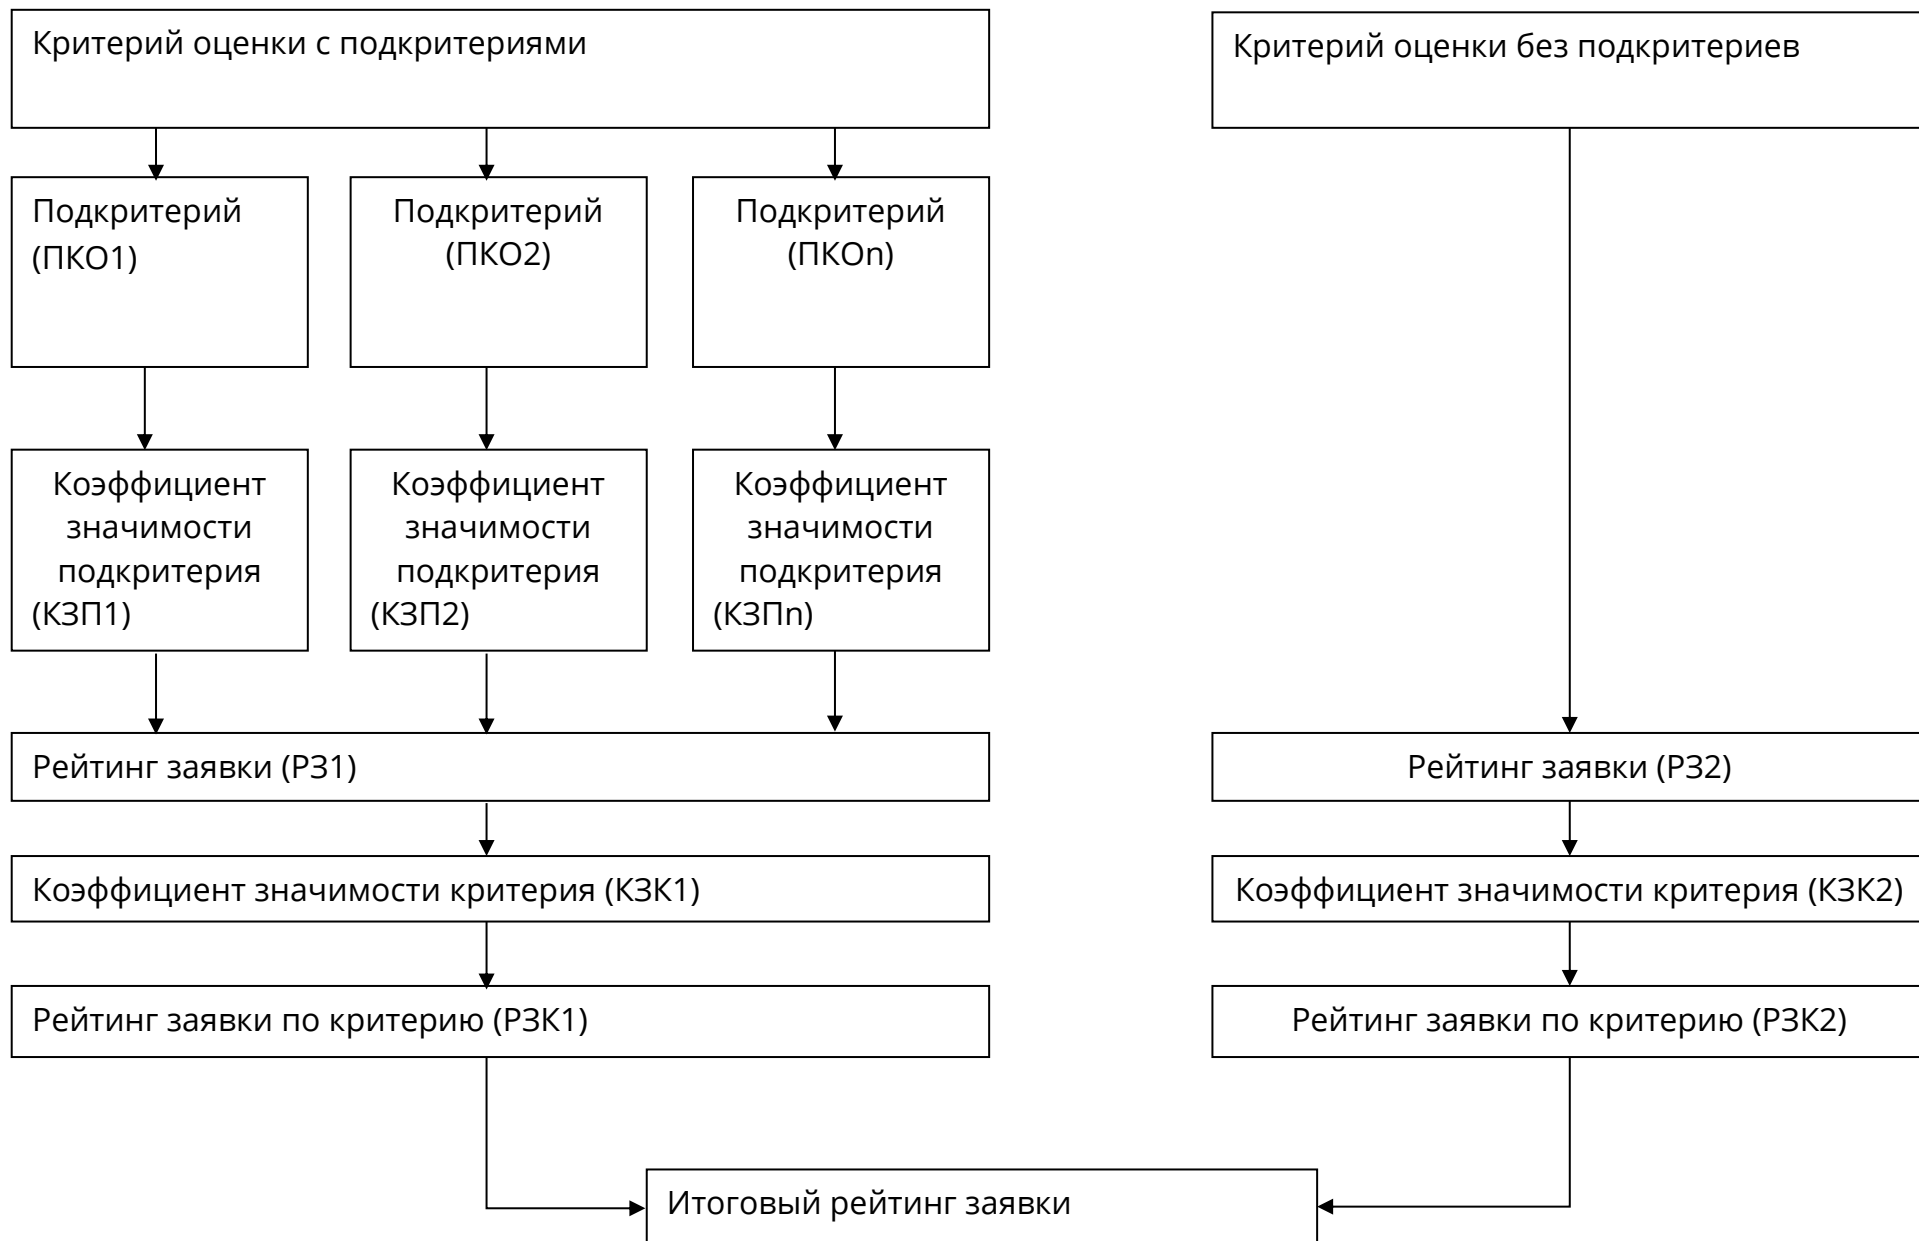 Критерий оценки с подкритериями
Критерий оценки без подкритериев
Подкритерий
(ПКО1)
Подкритерий
(ПКО2)
Подкритерий
(ПКОn)
Коэффициент
значимости
подкритерия
(КЗП1)
Коэффициент
значимости
подкритерия
(КЗП2)
Коэффициент
значимости
подкритерия
(КЗПn)
Рейтинг заявки (РЗ1)
Рейтинг заявки (РЗ2)
Коэффициент значимости критерия (КЗК1)
Коэффициент значимости критерия (КЗК2)
Рейтинг заявки по критерию (РЗК1)
Рейтинг заявки по критерию (РЗК2)
Итоговый рейтинг заявки